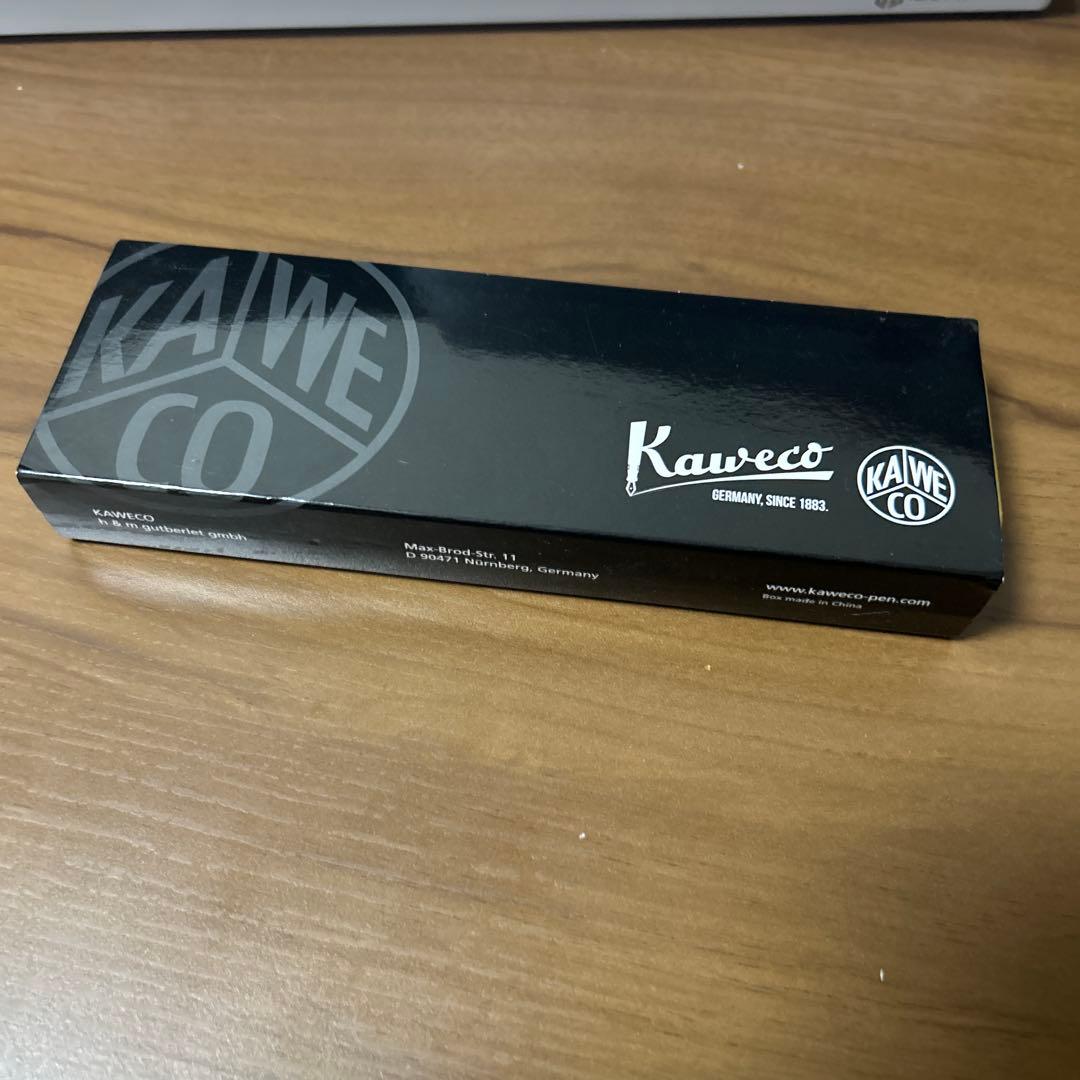 KAWE
CO
Kaweco
GERMANY, SINCE 1883.
KAWE
CO
KAWECO
h & m gutberlet gmbh
Max-Brod-Str. 11
D 90471 Nürnberg, Germany
www.kaweco-pen.com
Box made in China